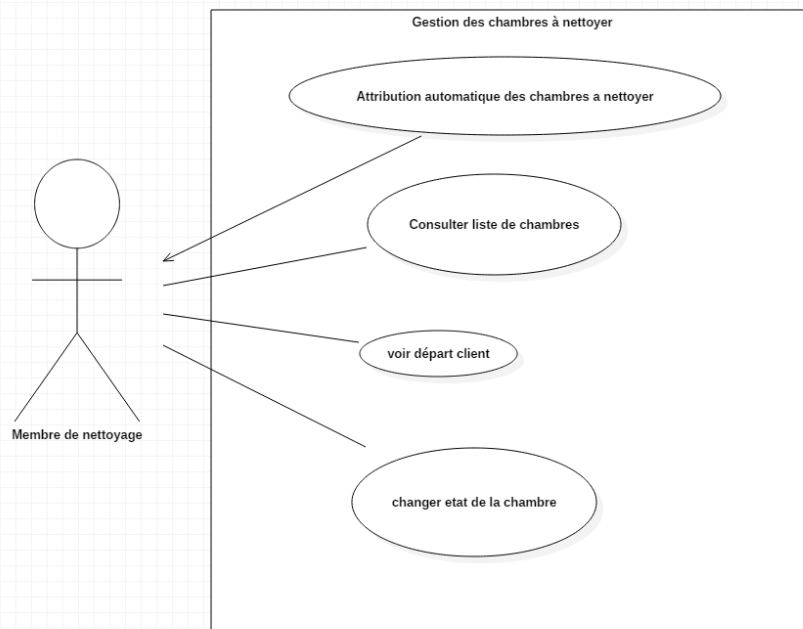 Gestion des chambres à nettoyer
Attribution automatique des chambres a nettoyer
Consulter liste de chambres
voir départ client
Membre de nettoyage
changer etat de la chambre